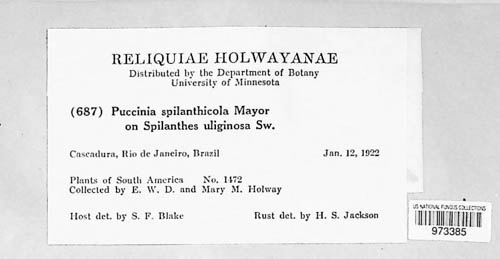 RELIQUIAE HOLWAYANAE
Distributed by the Department of Botany
University of Minnesota
(687) Puccinia spilanthicola Mayor
on Spilanthes uliginosa Sw.
Cascadura, Rio de Janeiro, Brazil Jan. 12, 1922
Plants of South America No. 1472
Collected by E. W. D. and Mary M. Holway
Host det. by S. F. Blake Rust det. by H. S. Jackson
US NATIONAL FUNGUS COLLECTIONS
973385